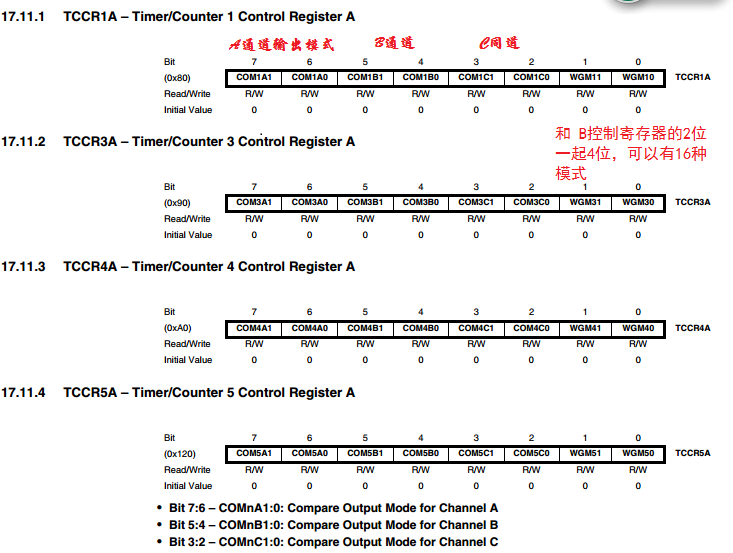 17.11.1 TCCR1A – Timer/Counter 1 Control Register A
A通道输出模式 B通道 C同道
Bit 7 6 5 4 3 2 1 0
(0x80) COM1A1 COM1A0 COM1B1 COM1B0 COM1C1 COM1C0 WGM11 WGM10 TCCR1A
Read/Write R/W R/W R/W R/W R/W R/W R/W R/W
Initial Value 0 0 0 0 0 0 0 0
17.11.2 TCCR3A – Timer/Counter 3 Control Register A
和 B控制寄存器的2位
一起4位，可以有16种
模式
Bit 7 6 5 4 3 2 1 0
(0x90) COM3A1 COM3A0 COM3B1 COM3B0 COM3C1 COM3C0 WGM31 WGM30 TCCR3A
Read/Write R/W R/W R/W R/W R/W R/W R/W R/W
Initial Value 0 0 0 0 0 0 0 0
17.11.3 TCCR4A – Timer/Counter 4 Control Register A
Bit 7 6 5 4 3 2 1 0
(0xA0) COM4A1 COM4A0 COM4B1 COM4B0 COM4C1 COM4C0 WGM41 WGM40 TCCR4A
Read/Write R/W R/W R/W R/W R/W R/W R/W R/W
Initial Value 0 0 0 0 0 0 0 0
17.11.4 TCCR5A – Timer/Counter 5 Control Register A
Bit 7 6 5 4 3 2 1 0
(0x120) COM5A1 COM5A0 COM5B1 COM5B0 COM5C1 COM5C0 WGM51 WGM50 TCCR5A
Read/Write R/W R/W R/W R/W R/W R/W R/W R/W
Initial Value 0 0 0 0 0 0 0 0
• Bit 7:6 – COMnA1:0: Compare Output Mode for Channel A
• Bit 5:4 – COMnB1:0: Compare Output Mode for Channel B
• Bit 3:2 – COMnC1:0: Compare Output Mode for Channel C